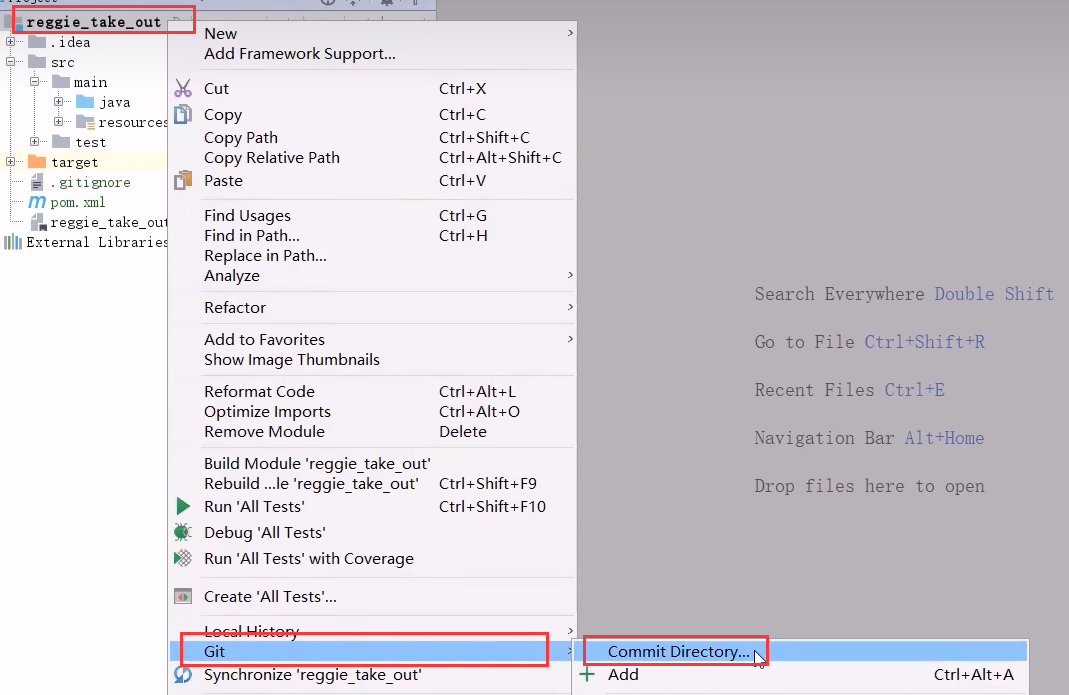 reggie_take_out
.idea
src
main
java
resources
test
target
.gitignore
pom.xml
reggie_take_out
External Libraries
New
Add Framework Support...
Cut Ctrl+X
Copy Ctrl+C
Copy Path Ctrl+Shift+C
Copy Relative Path Ctrl+Alt+Shift+C
Paste Ctrl+V
Find Usages Ctrl+G
Find in Path... Ctrl+H
Replace in Path...
Analyze
Refactor
Add to Favorites
Show Image Thumbnails
Reformat Code Ctrl+Alt+L
Optimize Imports Ctrl+Alt+O
Remove Module Delete
Build Module 'reggie_take_out'
Rebuild ...le 'reggie_take_out' Ctrl+Shift+F9
Run 'All Tests' Ctrl+Shift+F10
Debug 'All Tests'
Run 'All Tests' with Coverage
Create 'All Tests'...
Local History
Git
Synchronize 'reggie_take_out'
Commit Directory...
Add Ctrl+Alt+A
Search Everywhere Double Shift
Go to File Ctrl+Shift+R
Recent Files Ctrl+E
Navigation Bar Alt+Home
Drop files here to open